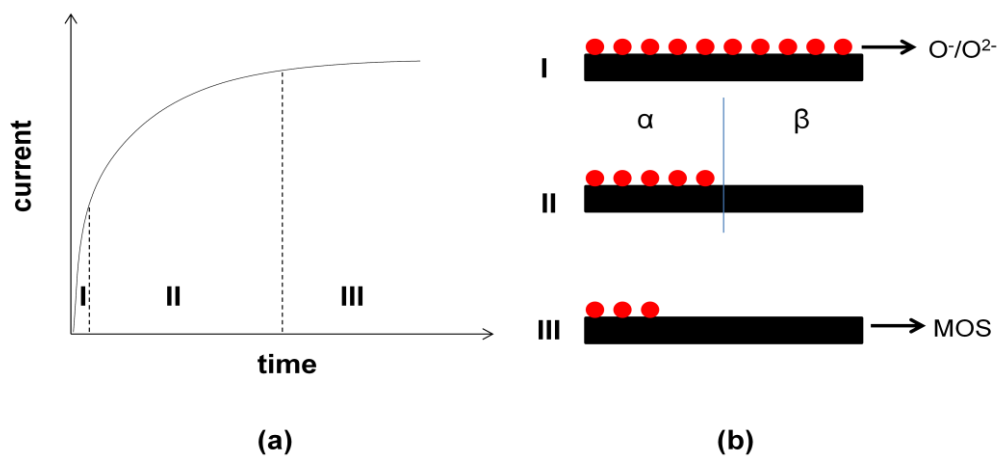 current
I
II
III
time
(a)
I
O⁻/O²⁻
α
β
II
III
MOS
(b)